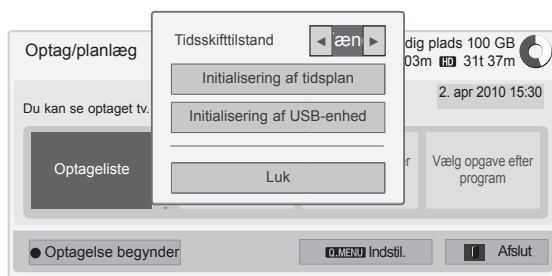 Optag/planlæg
Tidsskifttilstand
dig plads 100 GB
03m HD 31t 37m
2. apr 2010 15:30
Initialisering af tidsplan
Initialisering af USB-enhed
Luk
Du kan se optaget tv.
Optageliste
Vælg opgave efter
program
Optagelse begynder
Q.MENU Indstil.
Afslut